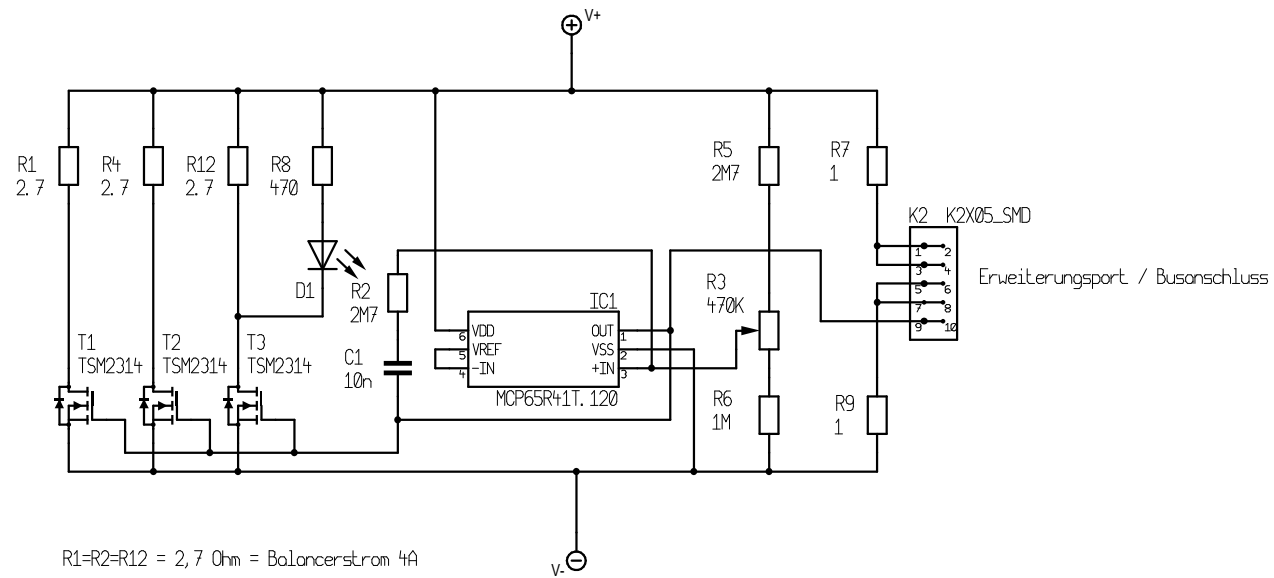 V+
R1
2.7
R4
2.7
R12
2.7
R8
470
R5
2M7
R7
1
K2 K2X05_SMD
1 2
3 4
5 6
7 8
9 10
Erweiterungsport / Busanschluss
D1
R2
2M7
R3
470K
IC1
VDD
6
VREF
5
-IN
4
OUT
1
VSS
2
+IN
3
MCP65R41T.120
T1
TSM2314
T2
TSM2314
T3
TSM2314
C1
10n
R6
1M
R9
1
R1=R2=R12 = 2,7 Ohm = Balancerstrom 4A
V-